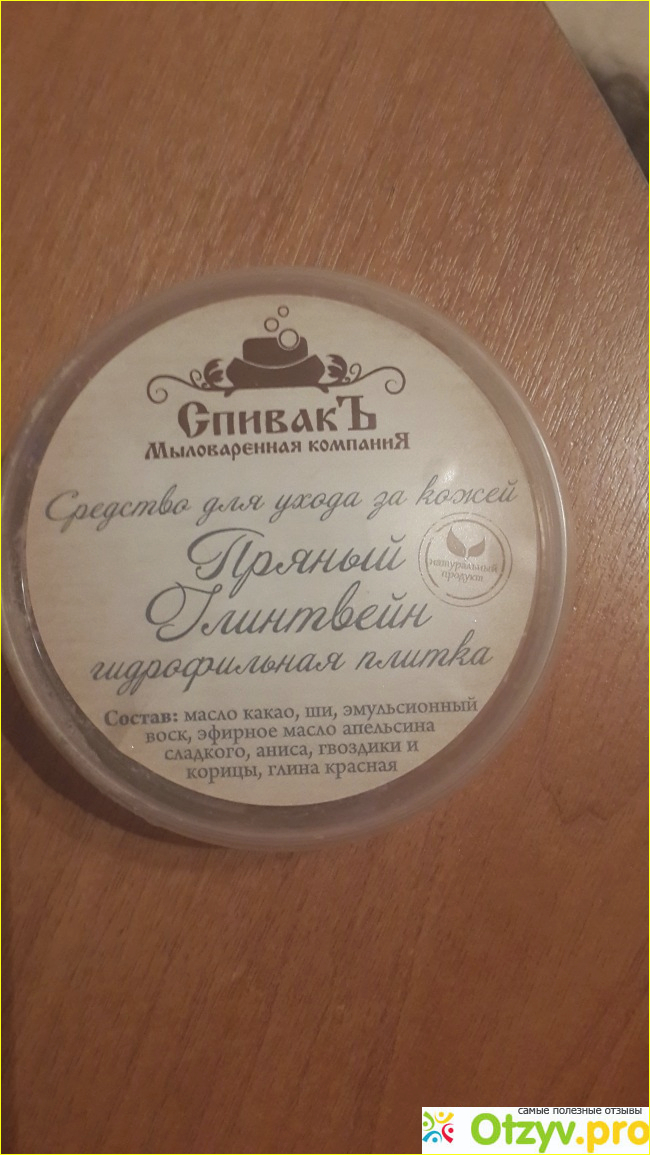 СпивакЪ
Мыловаренная компаниЯ
Средство для ухода за кожей
Пряный
Глинтвейн
натуральный
продукт
гидрофильная плитка
Состав: масло какао, ши, эмульсионный
воск, эфирное масло апельсина
сладкого, аниса, гвоздики и
корицы, глина красная
самые полезные отзывы
Otzyv.pro